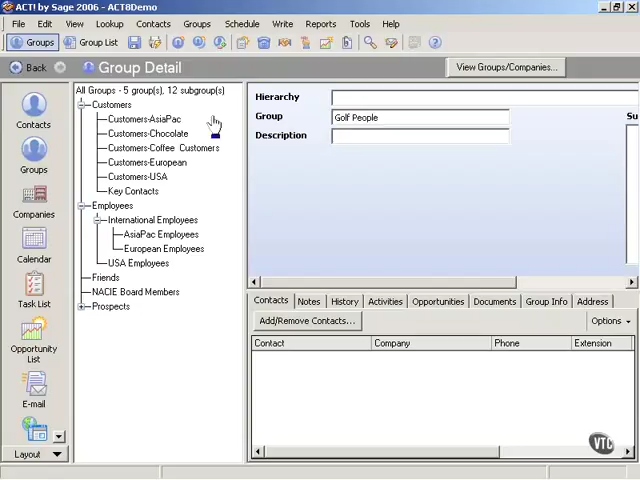 ACT! by Sage 2006 - ACT8Demo
File Edit View Lookup Contacts Groups Schedule Write Reports Tools Help
Groups Group List
Back Group Detail View Groups/Companies...
All Groups - 5 group(s), 12 subgroup(s)
Customers
Customers-AsiaPac
Customers-Chocolate
Customers-Coffee Customers
Customers-European
Customers-USA
Key Contacts
Employees
International Employees
AsiaPac Employees
European Employees
USA Employees
Friends
NACIE Board Members
Prospects
Contacts
Groups
Companies
Calendar
Task List
Opportunity
List
E-mail
Layout
Hierarchy
Group Golf People
Description
Su
Contacts Notes History Activities Opportunities Documents Group Info Address
Add/Remove Contacts... Options
Contact Company Phone Extension
VTC